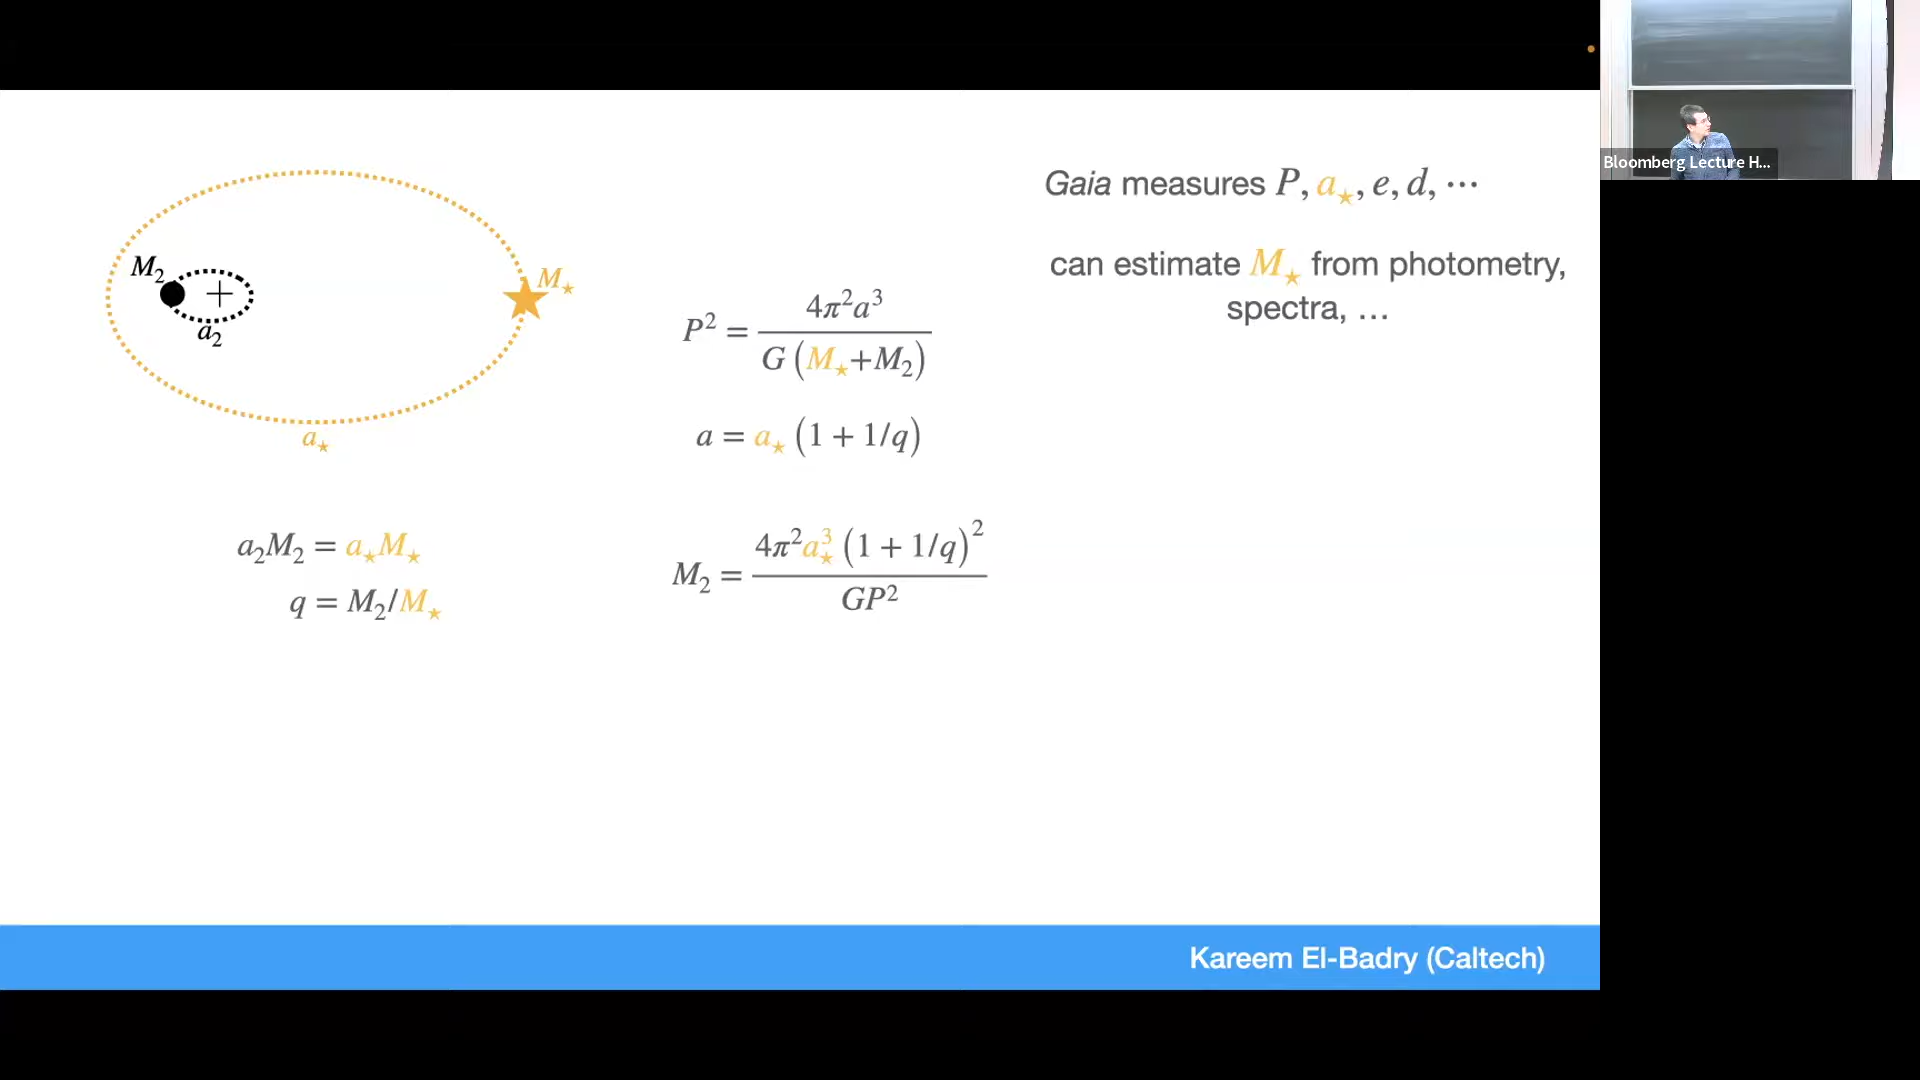 Bloomberg Lecture H...
Gaia measures P, a⋆, e, d, ⋯
can estimate M⋆ from photometry,
spectra, …
M₂
M⋆
a₂
a⋆
P² = 4π²a³ / G (M⋆+M₂)
a = a⋆ (1 + 1/q)
a₂M₂ = a⋆M⋆
q = M₂/M⋆
M₂ = 4π²a⋆³ (1 + 1/q)² / GP²
Kareem El-Badry (Caltech)